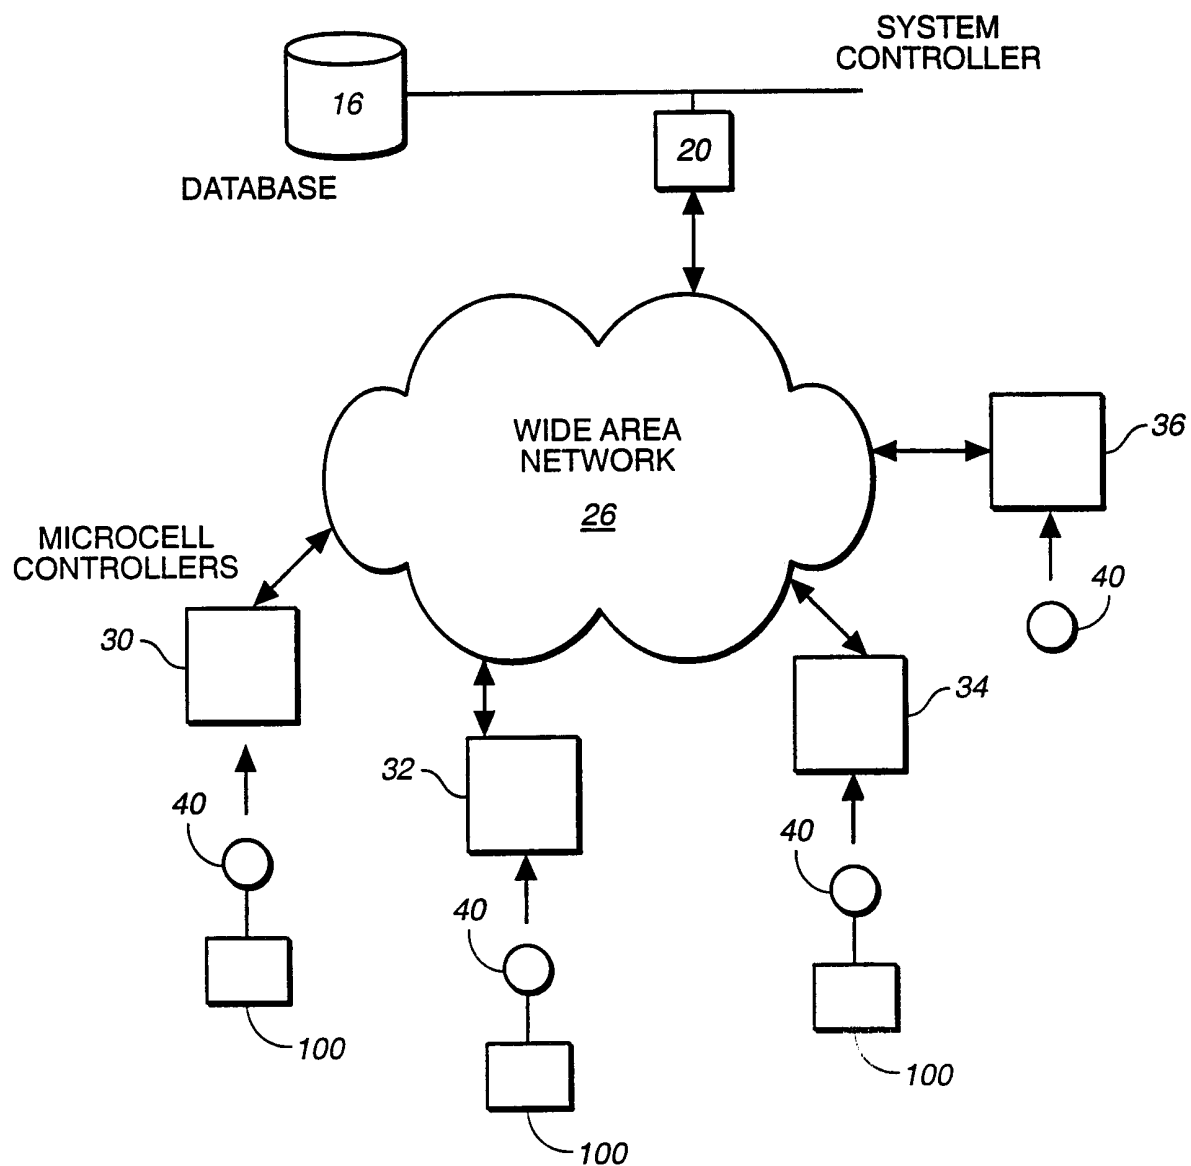 SYSTEM
CONTROLLER
16
20
DATABASE
WIDE AREA
NETWORK
26
36
MICROCELL
CONTROLLERS
40
30
34
32
40
40
40
100
100
100